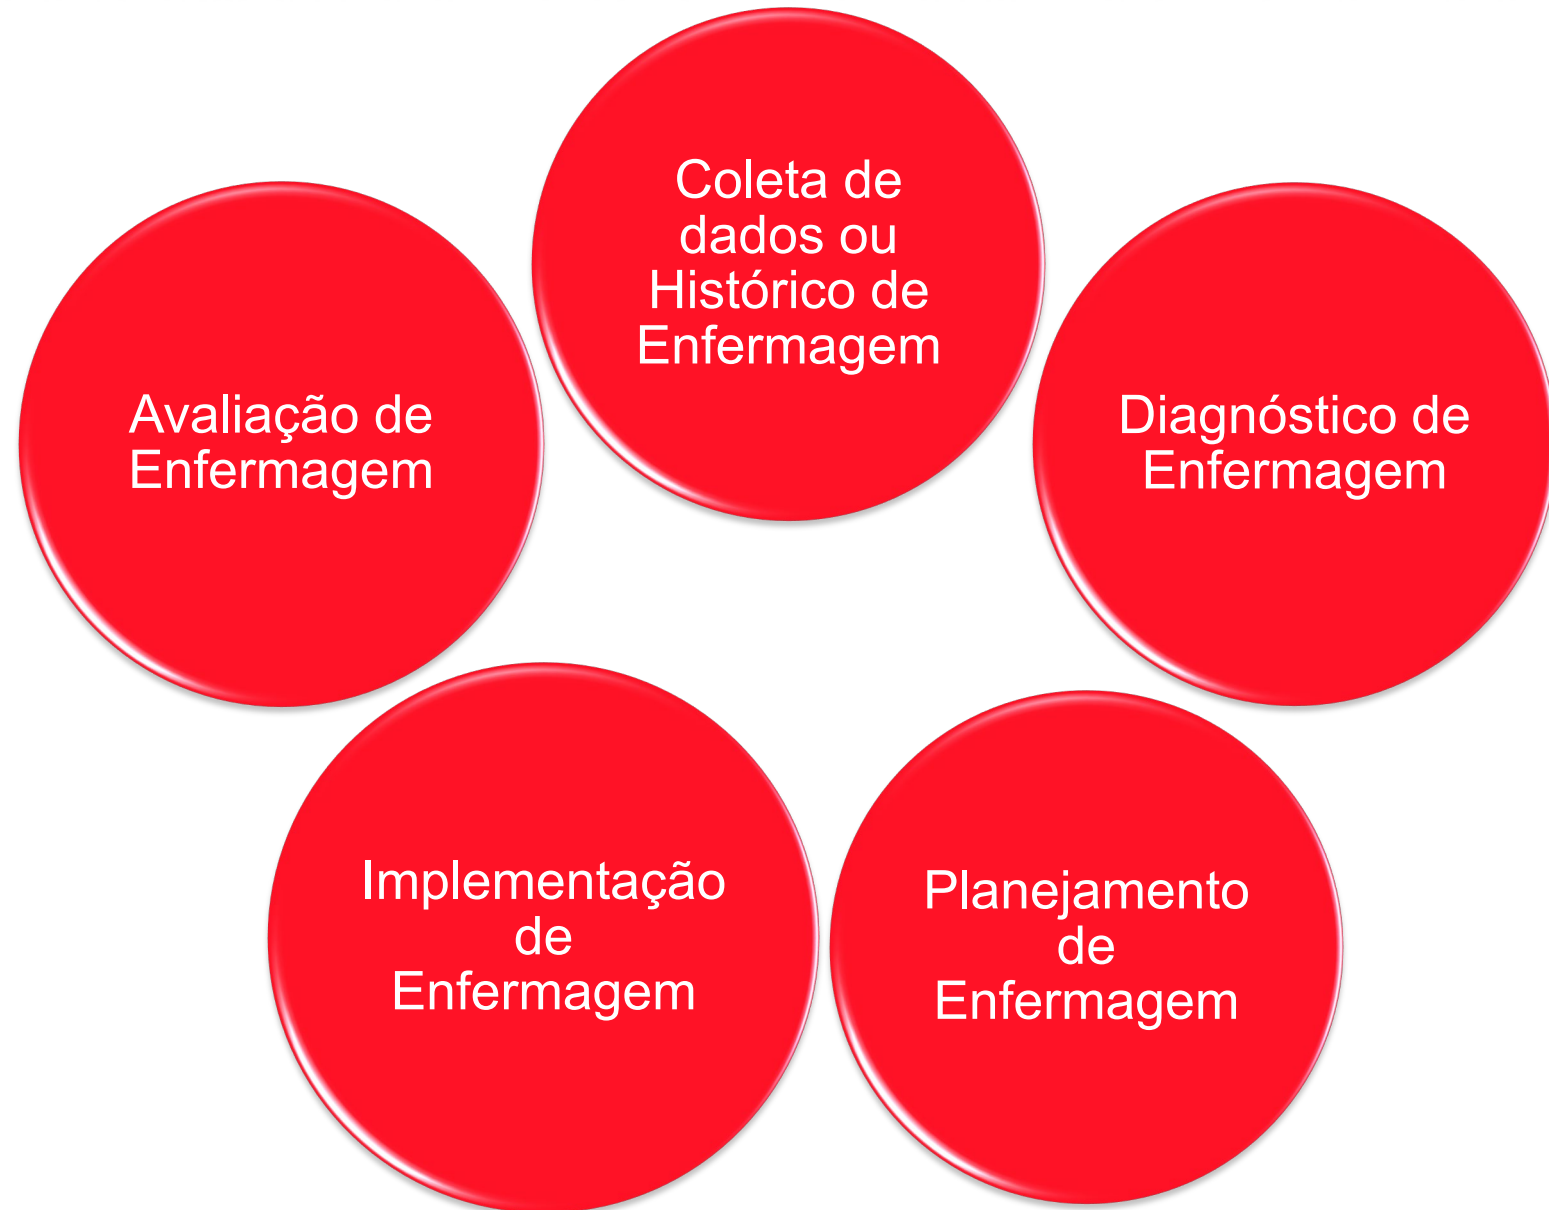 Coleta de
dados ou
Histórico de
Enfermagem
Diagnóstico de
Enfermagem
Planejamento
de
Enfermagem
Implementação
de
Enfermagem
Avaliação de
Enfermagem